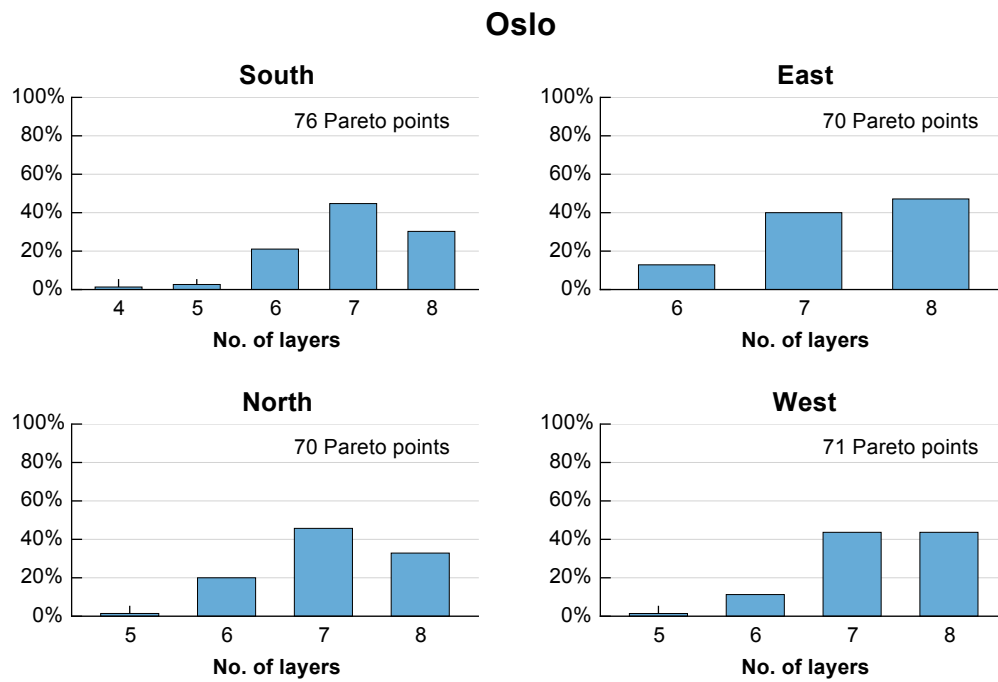 Oslo
South
100%
80%
60%
40%
20%
0%
76 Pareto points
4 5 6 7 8
No. of layers
East
100%
80%
60%
40%
20%
0%
70 Pareto points
6 7 8
No. of layers
North
100%
80%
60%
40%
20%
0%
70 Pareto points
5 6 7 8
No. of layers
West
100%
80%
60%
40%
20%
0%
71 Pareto points
5 6 7 8
No. of layers